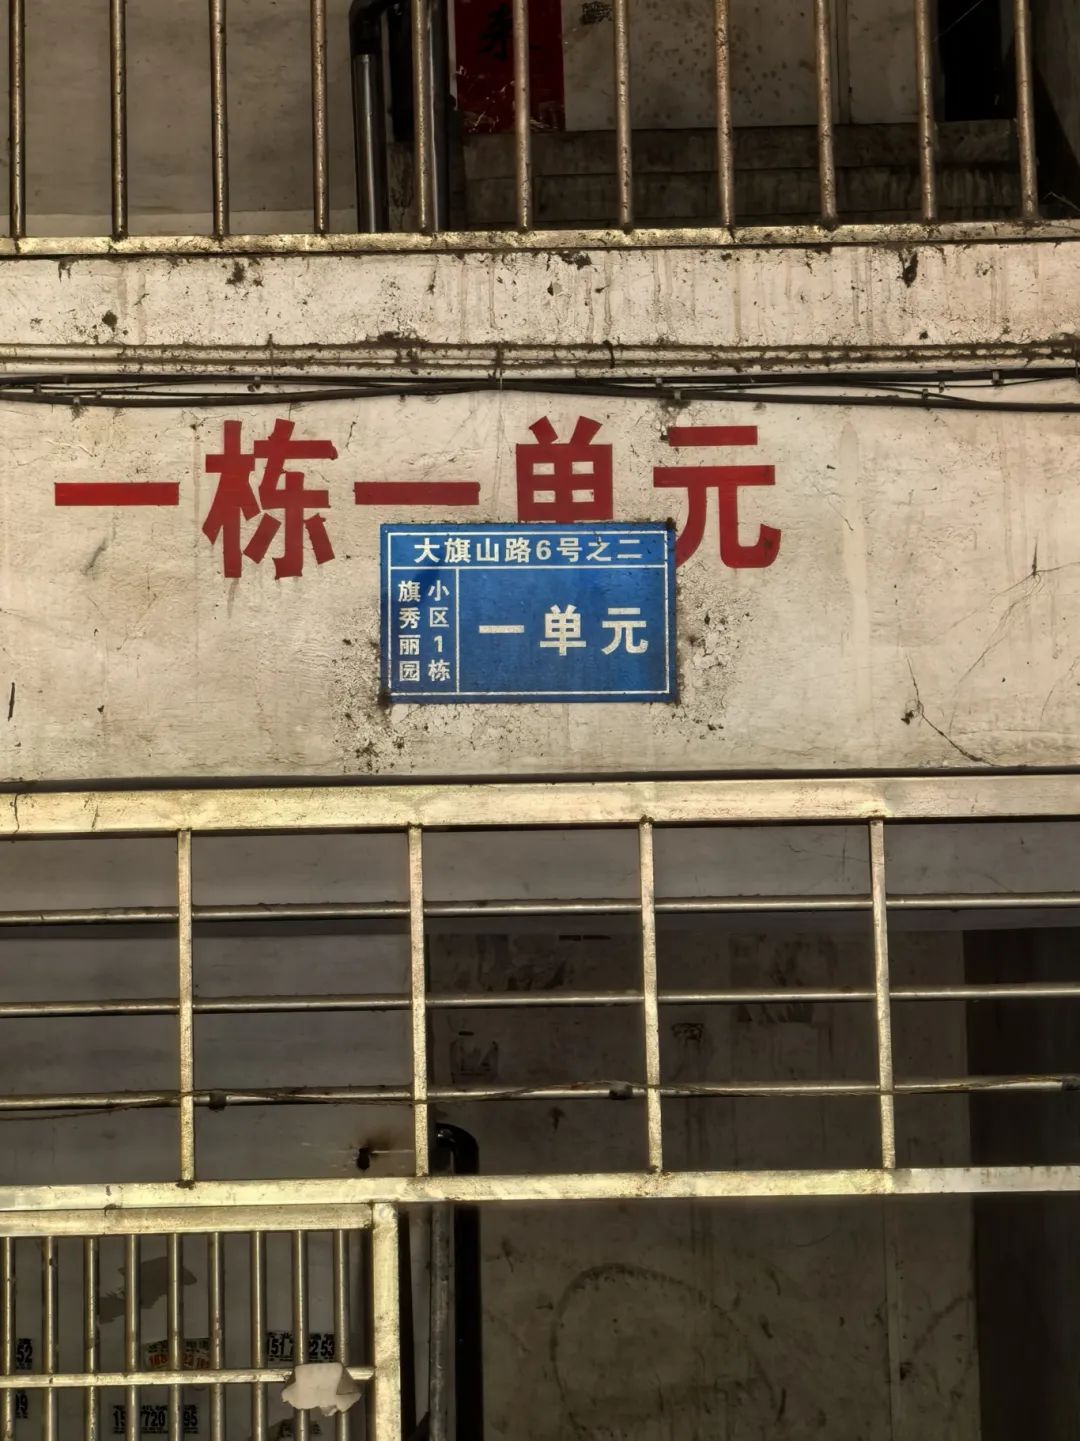 一栋一单元
大旗山路6号之二
旗秀丽园
小区1栋
一单元